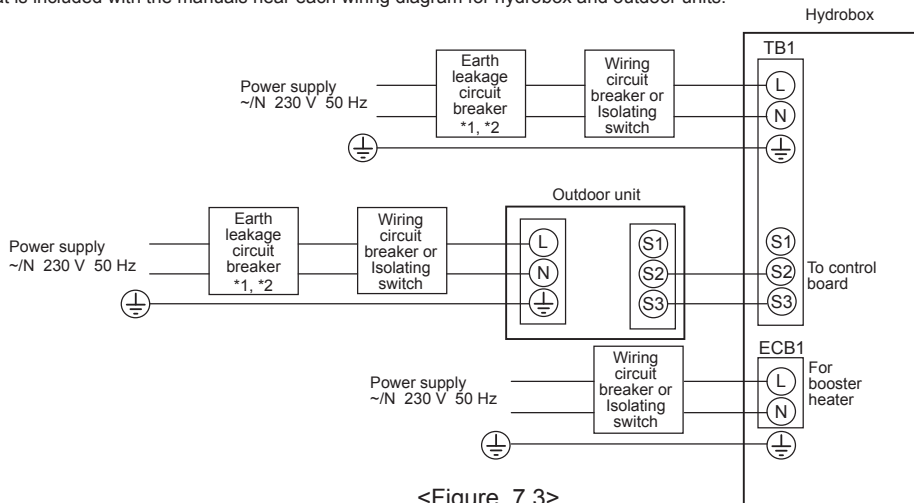 at is included with the manuals near each wiring diagram for hydrobox and outdoor units.
Hydrobox
TB1
Power supply
~/N 230 V 50 Hz
Earth
leakage
circuit
breaker
*1, *2
Wiring
circuit
breaker or
Isolating
switch
L
N
Outdoor unit
Power supply
~/N 230 V 50 Hz
Earth
leakage
circuit
breaker
*1, *2
Wiring
circuit
breaker or
Isolating
switch
L
N
S1
S2
S3
S1
S2
S3
To control
board
ECB1
Power supply
~/N 230 V 50 Hz
Wiring
circuit
breaker or
Isolating
switch
L
N
For
booster
heater
<Figure 7.3>